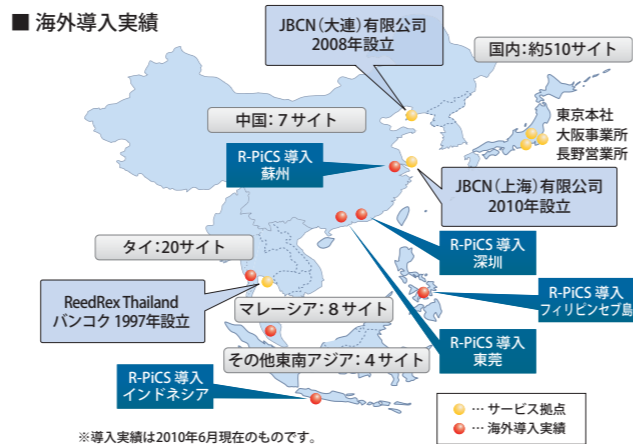 ■ 海外導入実績
JBCN（大連）有限公司
2008年設立
国内：約510サイト
中国：7サイト
東京本社
大阪事業所
長野営業所
R-PiCS 導入
蘇州
JBCN（上海）有限公司
2010年設立
タイ：20サイト
R-PiCS 導入
深圳
ReedRex Thailand
バンコク 1997年設立
R-PiCS 導入
フィリピンセブ島
マレーシア：8サイト
R-PiCS 導入
東莞
その他東南アジア：4サイト
R-PiCS 導入
インドネシア
… サービス拠点
… 海外導入実績
※導入実績は2010年6月現在のものです。